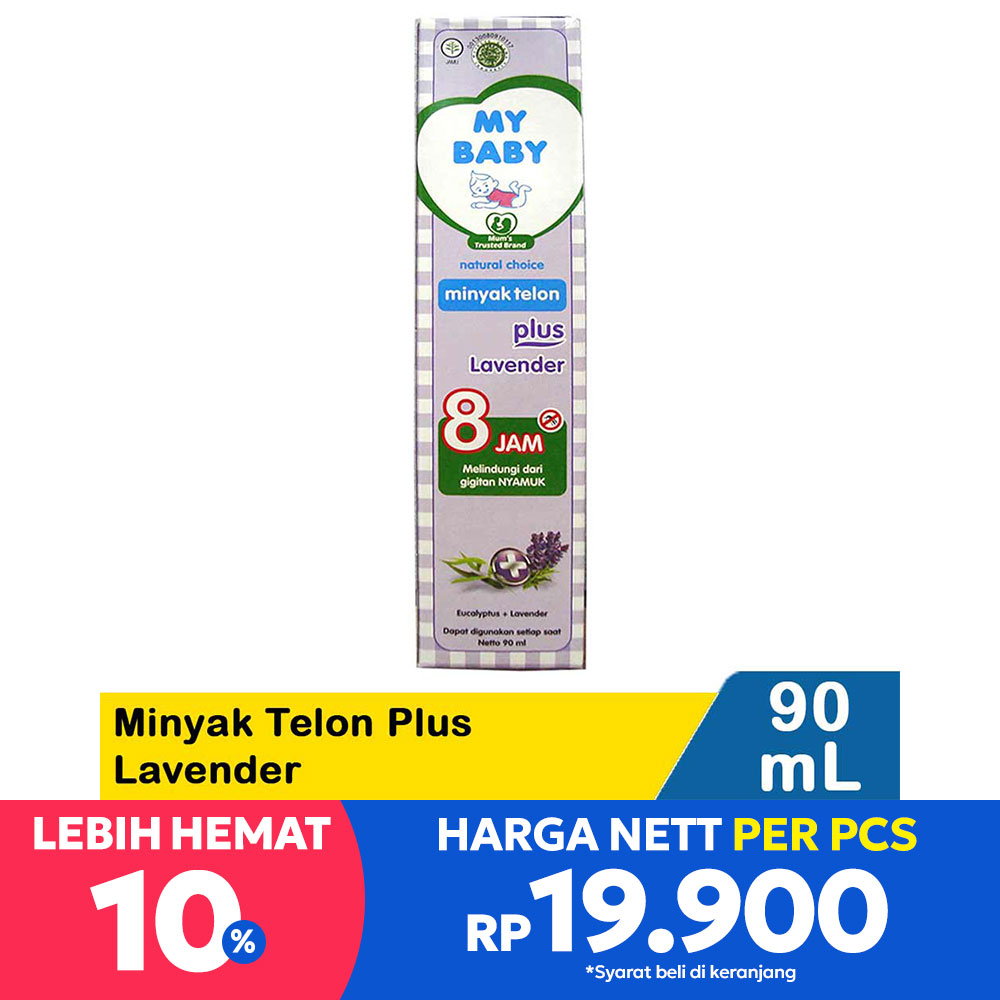 JAMU
00130080910117
MY
BABY
Mum's
Trusted Brand
natural choice
minyak telon
plus
Lavender
8 JAM
Melindungi dari
gigitan NYAMUK
Eucalyptus + Lavender
Dapat digunakan setiap saat
Netto 90 ml
Minyak Telon Plus
Lavender
90
mL
LEBIH HEMAT
10%
HARGA NETT PER PCS
RP19.900
*Syarat beli di keranjang